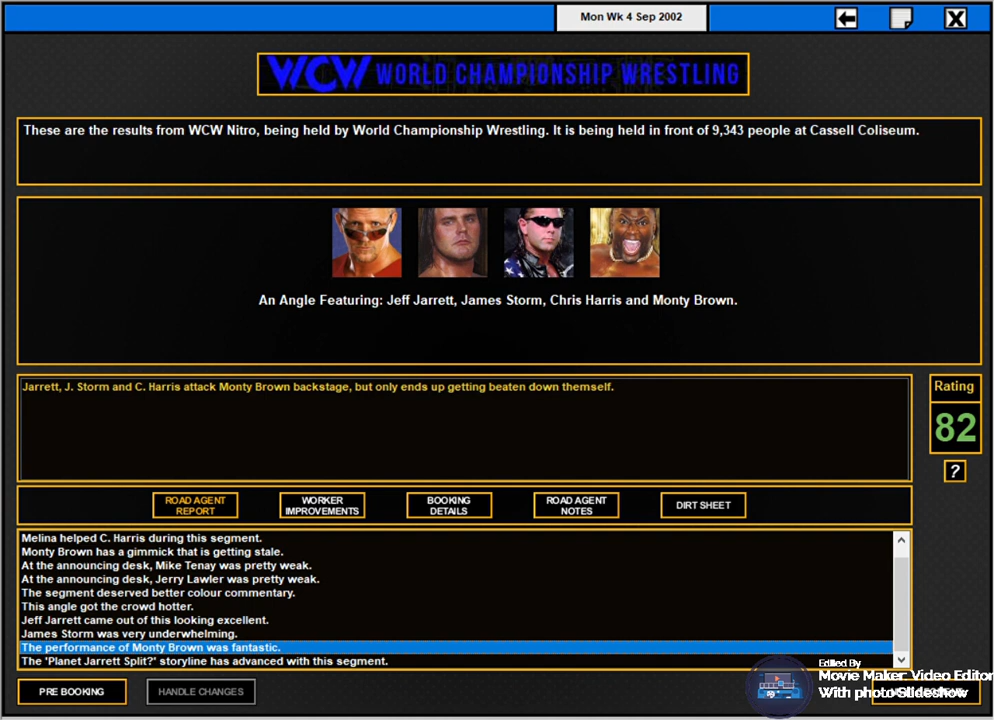 Mon Wk 4 Sep 2002
WCW WORLD CHAMPIONSHIP WRESTLING
These are the results from WCW Nitro, being held by World Championship Wrestling. It is being held in front of 9,343 people at Cassell Coliseum.
An Angle Featuring: Jeff Jarrett, James Storm, Chris Harris and Monty Brown.
Jarrett, J. Storm and C. Harris attack Monty Brown backstage, but only ends up getting beaten down themself.
Rating
82
?
ROAD AGENT REPORT
WORKER IMPROVEMENTS
BOOKING DETAILS
ROAD AGENT NOTES
DIRT SHEET
Melina helped C. Harris during this segment.
Monty Brown has a gimmick that is getting stale.
At the announcing desk, Mike Tenay was pretty weak.
At the announcing desk, Jerry Lawler was pretty weak.
The segment deserved better colour commentary.
This angle got the crowd hotter.
Jeff Jarrett came out of this looking excellent.
James Storm was very underwhelming.
The performance of Monty Brown was fantastic.
The 'Planet Jarrett Split?' storyline has advanced with this segment.
PRE BOOKING
HANDLE CHANGES
Edited By
Movie Maker: Video Editor
With photo Slideshow